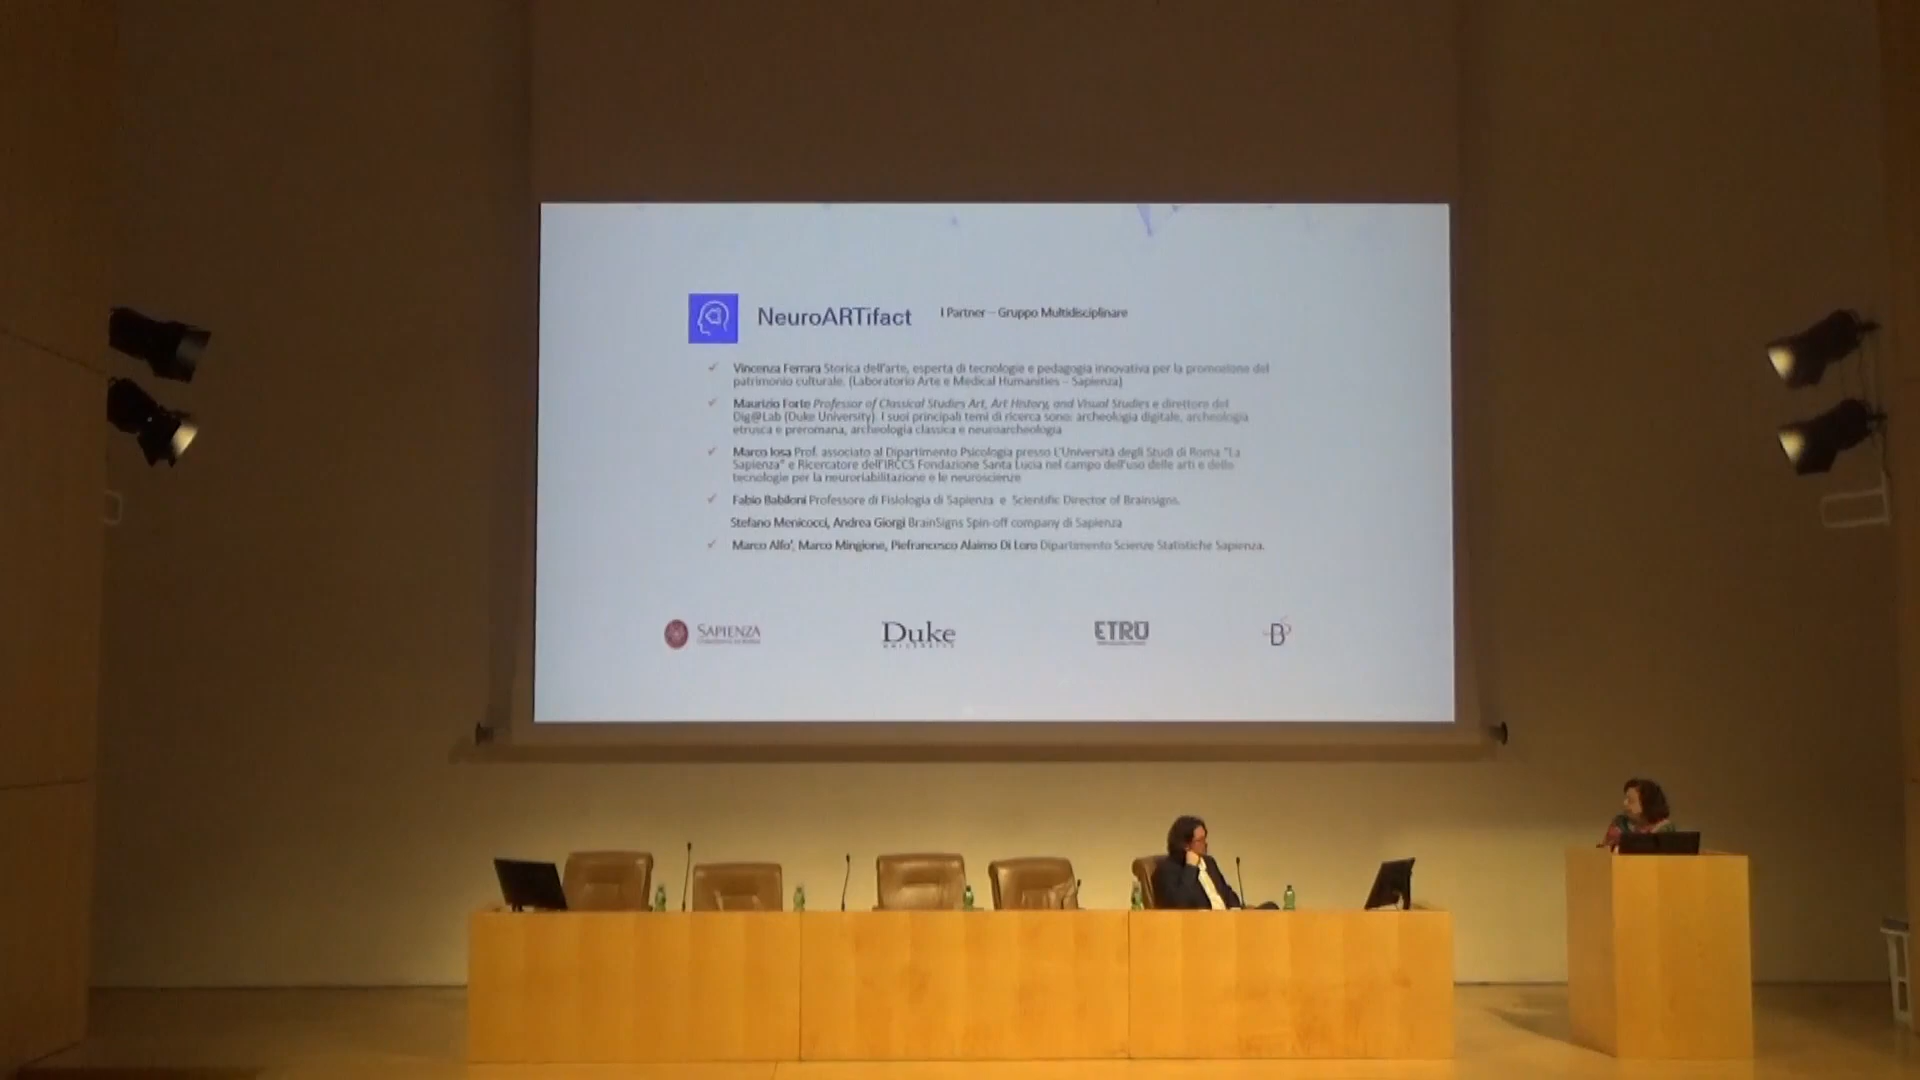 NeuroARTifact
I Partner – Gruppo Multidisciplinare
Vincenza Ferrara Storica dell'arte, esperta di tecnologie e pedagogia innovativa per la promozione del
patrimonio culturale. (Laboratorio Arte e Medical Humanities – Sapienza)
Maurizio Forte Professor of Classical Studies Art, Art History, and Visual Studies e direttore del
Dig@Lab (Duke University). I suoi principali temi di ricerca sono: archeologia digitale, archeologia
etrusca e preromana, archeologia classica e neuroarcheologia
Marco Iosa Prof. associato al Dipartimento Psicologia presso L'Università degli Studi di Roma "La
Sapienza" e Ricercatore dell'IRCCS Fondazione Santa Lucia nel campo dell'uso delle arti e delle
tecnologie per la neuroriabilitazione e le neuroscienze
Fabio Babiloni Professore di Fisiologia di Sapienza e Scientific Director of Brainsigns.
Stefano Menicocci, Andrea Giorgi BrainSigns Spin-off company di Sapienza
Marco Alfo', Marco Mingione, Piefrancesco Alaimo Di Loro Dipartimento Scienze Statistiche Sapienza.
SAPIENZA
Duke
UNIVERSITY
ETRU
BS